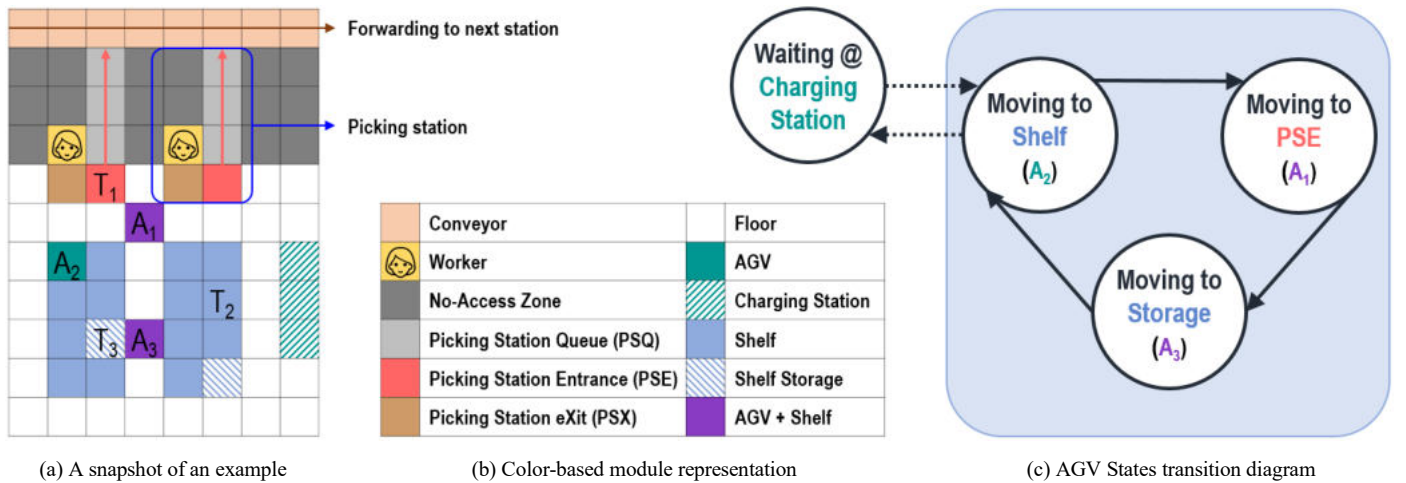 Forwarding to next station
Picking station
T1
A1
A2
T2
T3
A3
Conveyor
Floor
Worker
AGV
No-Access Zone
Charging Station
Picking Station Queue (PSQ)
Shelf
Picking Station Entrance (PSE)
Shelf Storage
Picking Station eXit (PSX)
AGV + Shelf
Waiting @
Charging
Station
Moving to
Shelf
(A2)
Moving to
PSE
(A1)
Moving to
Storage
(A3)
(a) A snapshot of an example
(b) Color-based module representation
(c) AGV States transition diagram